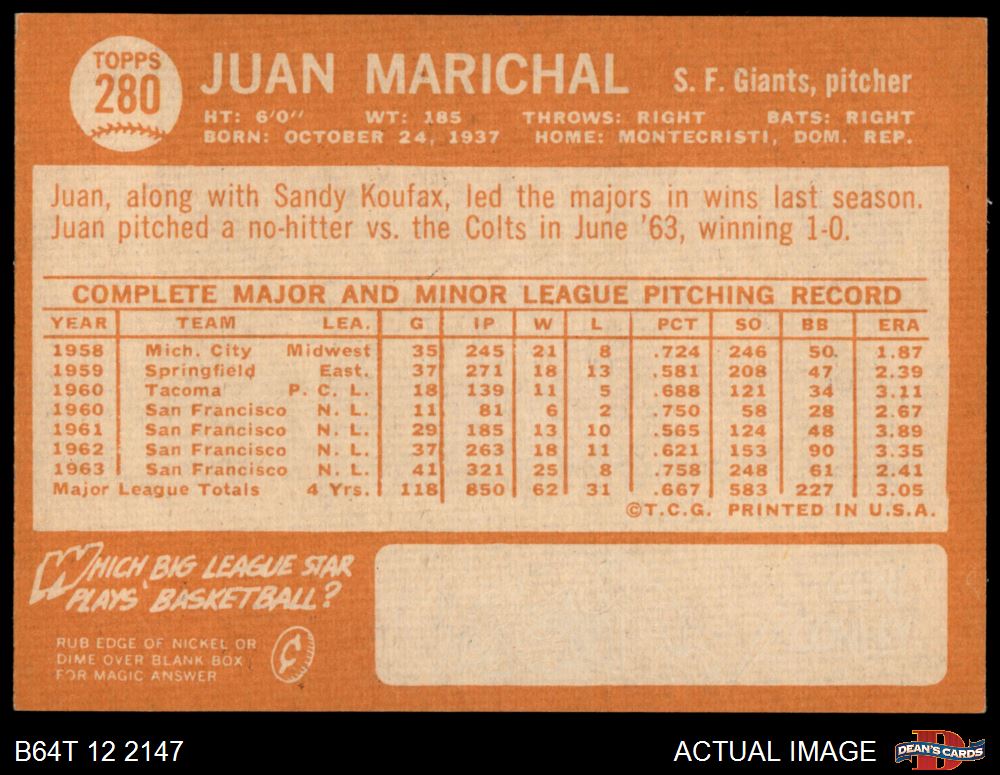 TOPPS
280
JUAN MARICHAL S. F. Giants, pitcher
HT: 6'0" WT: 185 THROWS: RIGHT BATS: RIGHT
BORN: OCTOBER 24, 1937 HOME: MONTECRISTI, DOM. REP.
Juan, along with Sandy Koufax, led the majors in wins last season.
Juan pitched a no-hitter vs. the Colts in June '63, winning 1-0.
COMPLETE MAJOR AND MINOR LEAGUE PITCHING RECORD
YEAR TEAM LEA. G IP W L PCT SO BB ERA
1958 Mich. City Midwest 35 245 21 8 .724 246 50 1.87
1959 Springfield East. 37 271 18 13 .581 208 47 2.39
1960 Tacoma P. C. L. 18 139 11 5 .688 121 34 3.11
1960 San Francisco N. L. 11 81 6 2 .750 58 28 2.67
1961 San Francisco N. L. 29 185 13 10 .565 124 48 3.89
1962 San Francisco N. L. 37 263 18 11 .621 153 90 3.35
1963 San Francisco N. L. 41 321 25 8 .758 248 61 2.41
Major League Totals 4 Yrs. 118 850 62 31 .667 583 227 3.05
©T.C.G. PRINTED IN U.S.A.
WHICH BIG LEAGUE STAR
PLAYS BASKETBALL?
RUB EDGE OF NICKEL OR
DIME OVER BLANK BOX
FOR MAGIC ANSWER
B64T 12 2147 ACTUAL IMAGE DEAN'S CARDS